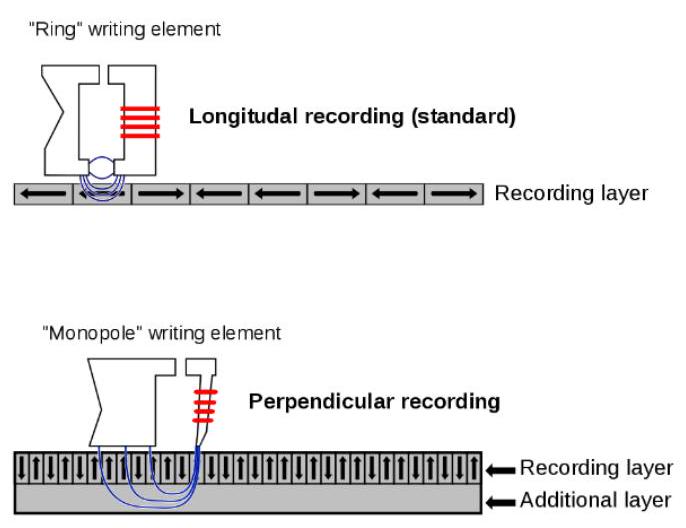 "Ring" writing element
Longitudal recording (standard)
Recording layer
"Monopole" writing element
Perpendicular recording
Recording layer
Additional layer